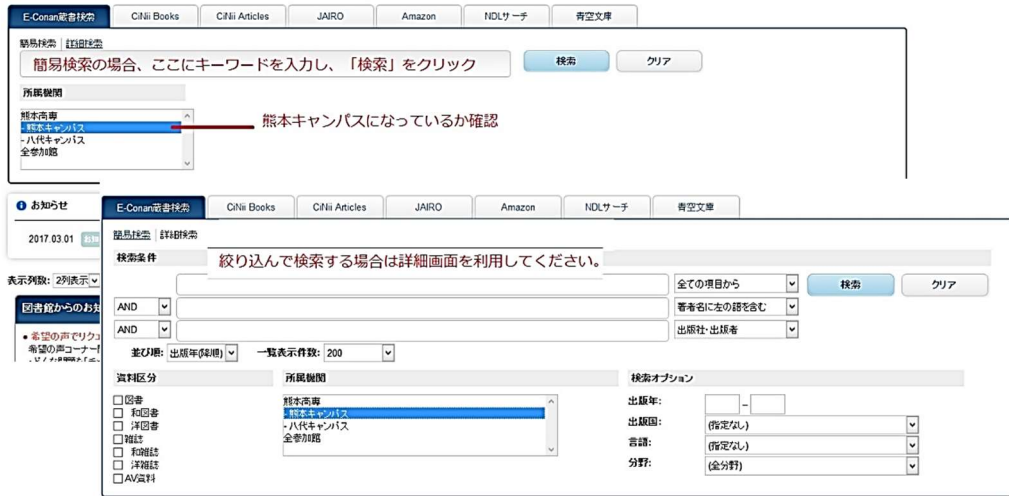 E-Conan蔵書検索 CiNii Books CiNii Articles JAIRO Amazon NDLサーチ 青空文庫
簡易検索 詳細検索
簡易検索の場合、ここにキーワードを入力し、「検索」をクリック 検索 クリア
所属機関
熊本高専
- 熊本キャンパス
- 八代キャンパス
全参加館
熊本キャンパスになっているか確認
お知らせ
2017.03.01
表示列数: 2列表示
図書館からのお知
希望の声でリクエ
希望の声コーナー
E-Conan蔵書検索 CiNii Books CiNii Articles JAIRO Amazon NDLサーチ 青空文庫
簡易検索 詳細検索
検索条件
絞り込んで検索する場合は詳細画面を利用してください。
全ての項目から 検索 クリア
AND 著者名に左の語を含む
AND 出版社・出版者
並び順: 出版年(降順) 一覧表示件数: 200
資料区分
図書
和図書
洋図書
雑誌
和雑誌
洋雑誌
AV資料
所属機関
熊本高専
- 熊本キャンパス
- 八代キャンパス
全参加館
検索オプション
出版年: -
出版国: (指定なし)
言語: (指定なし)
分野: (全分野)